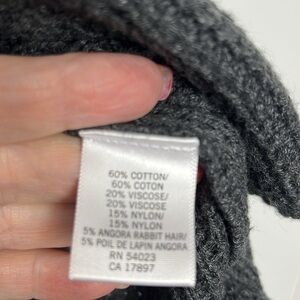 60% COTTON/
60% COTON
20% VISCOSE/
20% VISCOSE
15% NYLON/
15% NYLON
5% ANGORA RABBIT HAIR/
5% POIL DE LAPIN ANGORA
RN 54023
CA 17897